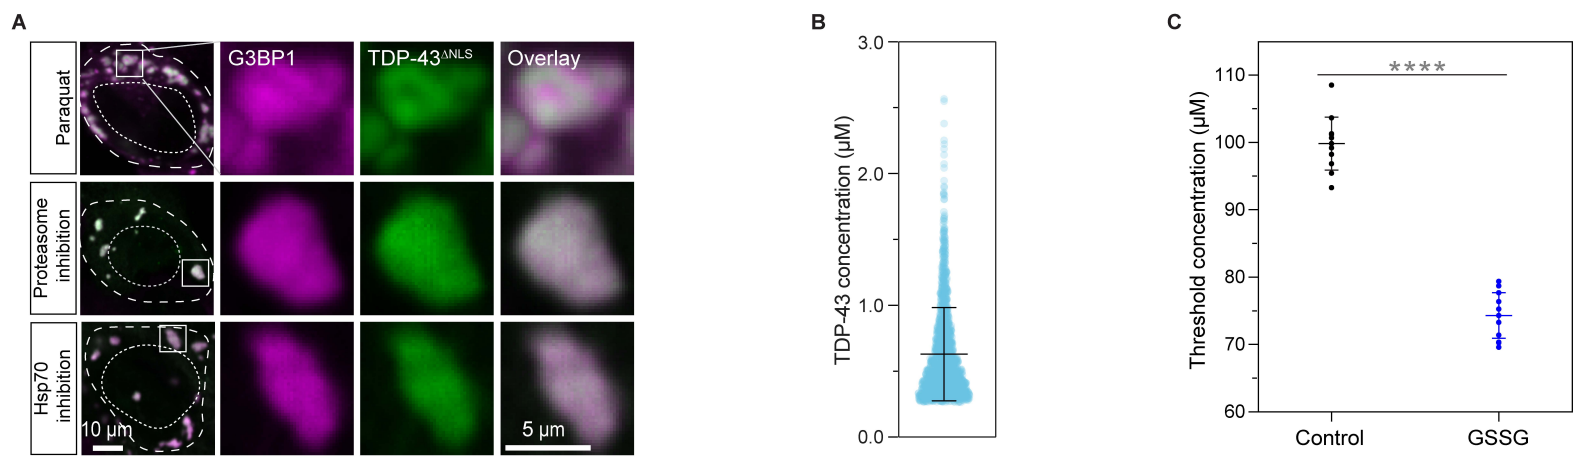 A
B
C
G3BP1
TDP-43ΔNLS
Overlay
Paraquat
Proteasome
inhibition
Hsp70
inhibition
10 µm
5 µm
TDP-43 concentration (µM)
3.0
2.0
1.0
0.0
Threshold concentration (µM)
110
100
90
80
70
60
****
Control
GSSG